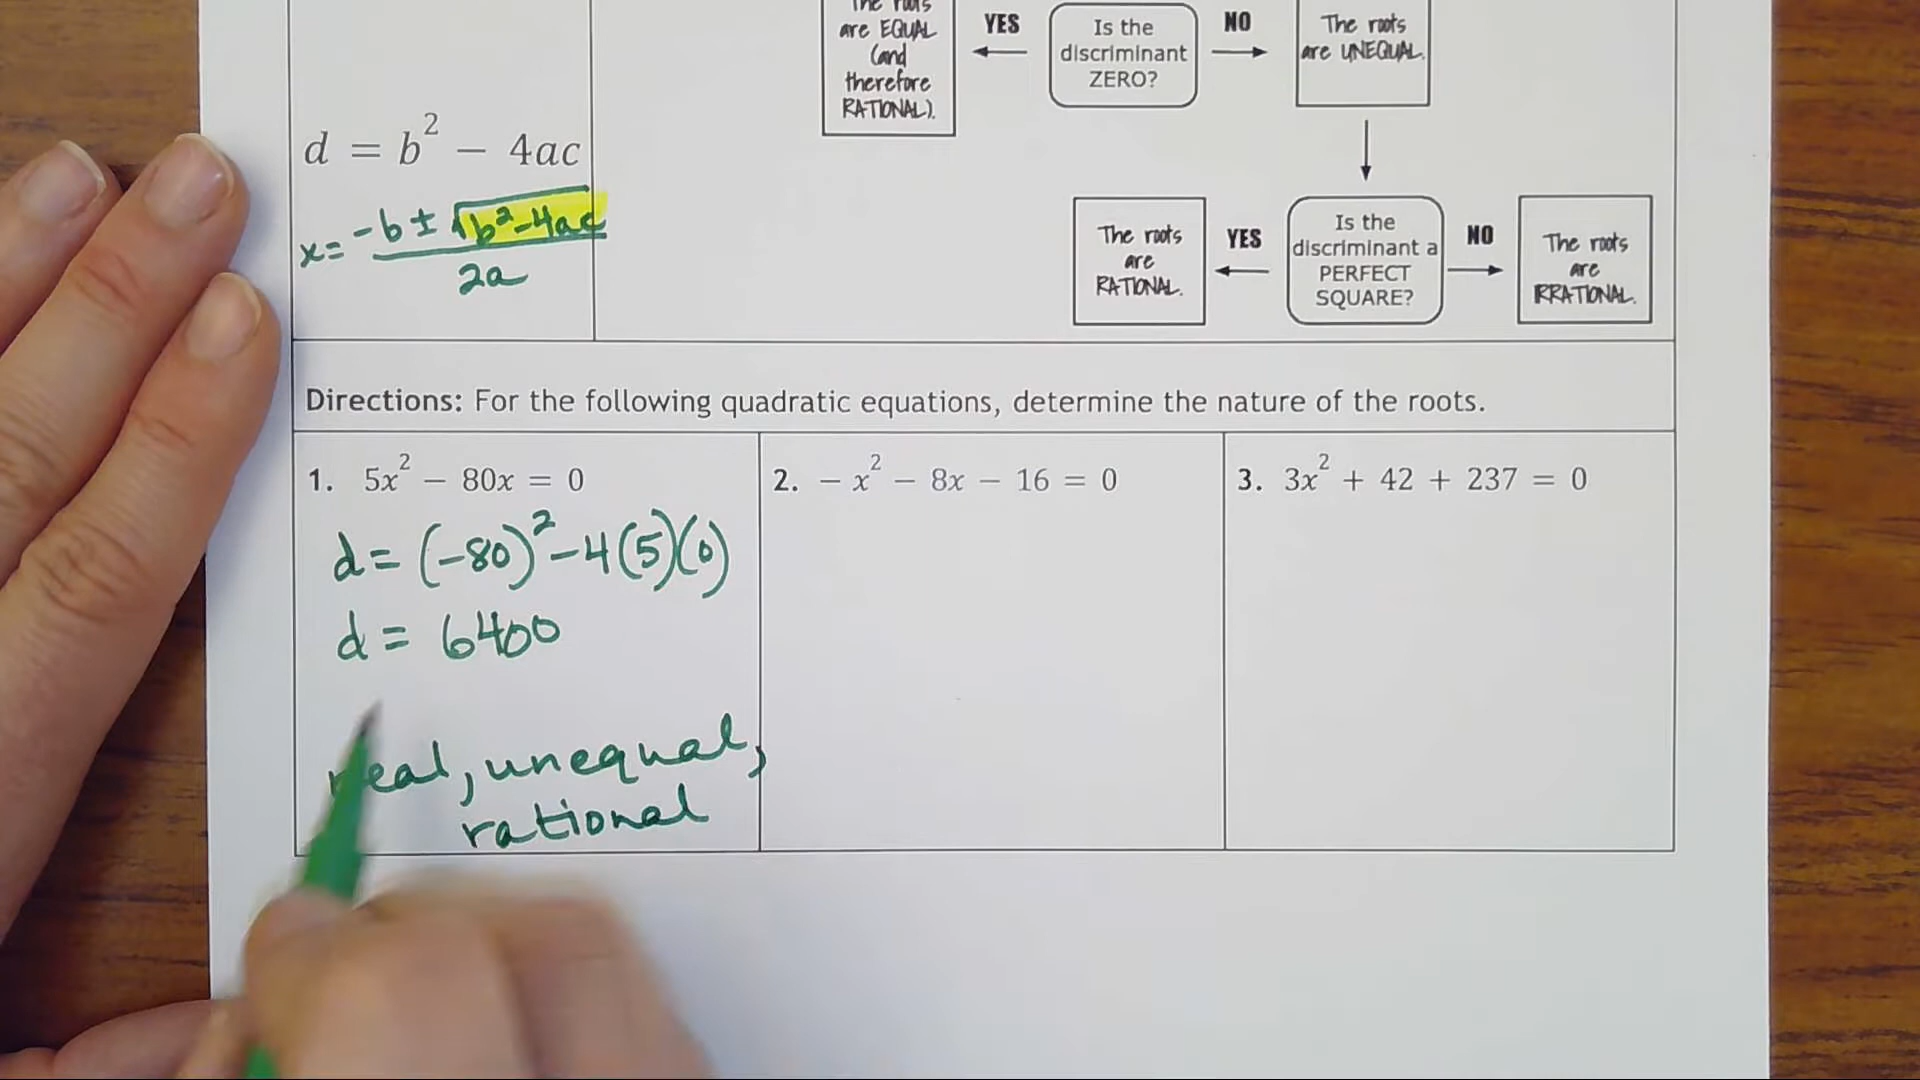 The roots
are EQUAL
(and
therefore
RATIONAL).
YES
Is the
discriminant
ZERO?
NO
The roots
are UNEQUAL.
d = b² − 4ac
x = -b ± √b²-4ac
2a
The roots
are
RATIONAL.
YES
Is the
discriminant a
PERFECT
SQUARE?
NO
The roots
are
IRRATIONAL.
Directions: For the following quadratic equations, determine the nature of the roots.
1. 5x² − 80x = 0
d = (-80)² - 4(5)(0)
d = 6400
real, unequal,
rational
2. − x² − 8x − 16 = 0
3. 3x² + 42 + 237 = 0